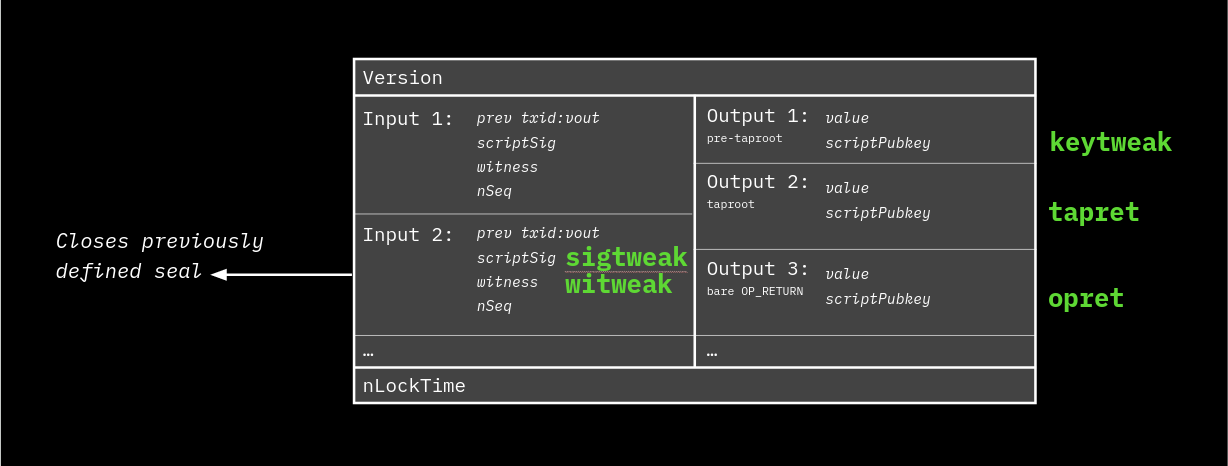 Version
Input 1: prev txid:vout
scriptSig
witness
nSeq
Input 2: prev txid:vout
scriptSig sigtweak
witness witweak
nSeq
…
Output 1: value
pre-taproot scriptPubkey
keytweak
Output 2: value
taproot scriptPubkey
tapret
Output 3: value
bare OP_RETURN scriptPubkey
opret
…
nLockTime
Closes previously
defined seal